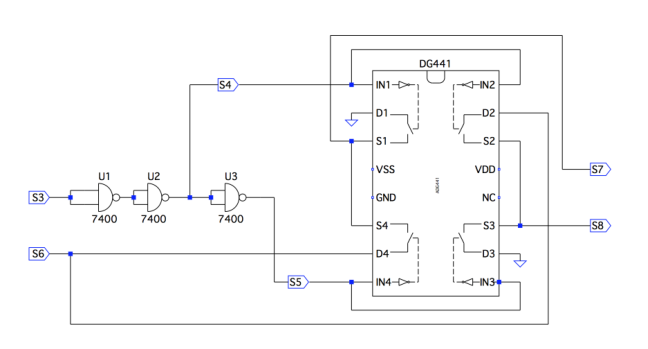 DG441
S4 IN1 IN2
D1 D2
S1 S2
U1 U2 U3 VSS VDD S7
S3 GND ADG441 NC
7400 7400 7400
S4 S3 S8
S6 D4 D3
S5 IN4 IN3